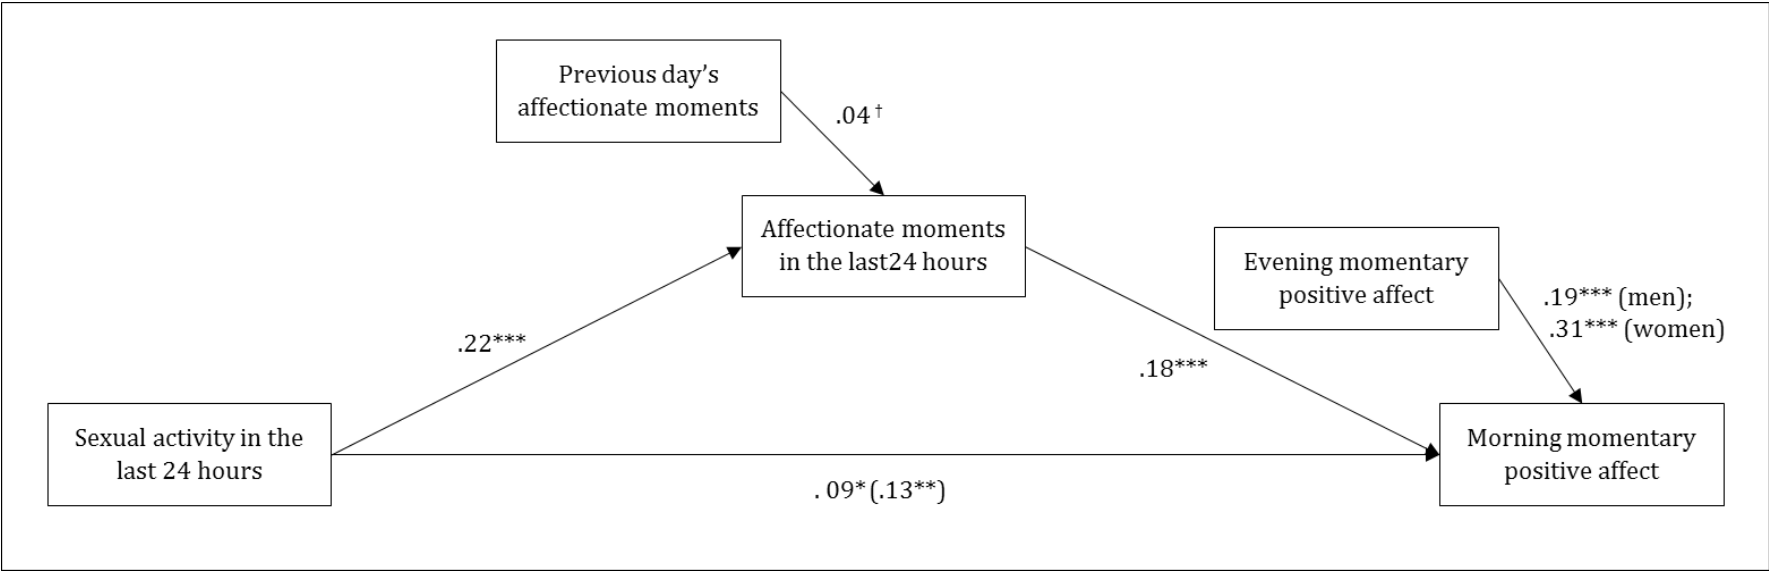 Previous day’s
affectionate moments
.04 †
Affectionate moments
in the last24 hours
Evening momentary
positive affect
.19*** (men);
.31*** (women)
.22***
.18***
Sexual activity in the
last 24 hours
Morning momentary
positive affect
. 09* (.13**)